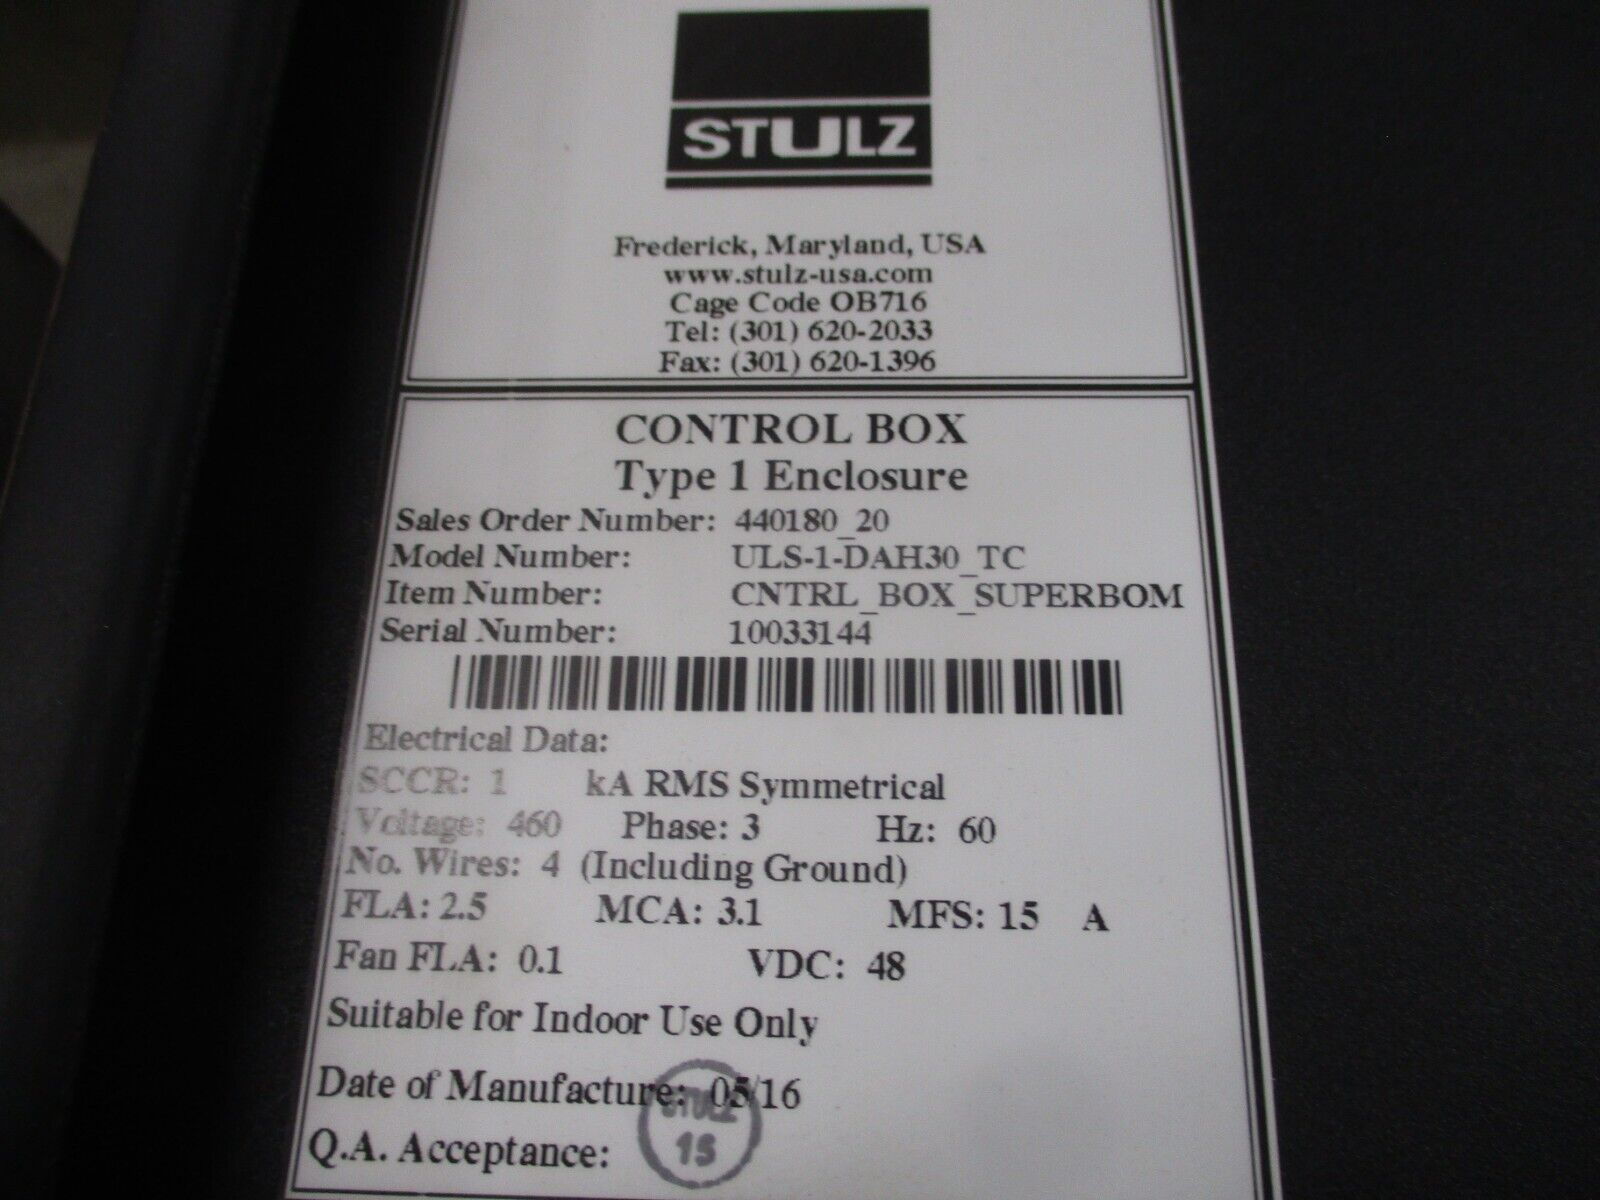 STULZ
Frederick, Maryland, USA
www.stulz-usa.com
Cage Code OB716
Tel: (301) 620-2033
Fax: (301) 620-1396
CONTROL BOX
Type 1 Enclosure
Sales Order Number: 440180_20
Model Number: ULS-1-DAH30_TC
Item Number: CNTRL_BOX_SUPERBOM
Serial Number: 10033144
Electrical Data:
SCCR: 1 kA RMS Symmetrical
Voltage: 460 Phase: 3 Hz: 60
No. Wires: 4 (Including Ground)
FLA: 2.5 MCA: 3.1 MFS: 15 A
Fan FLA: 0.1 VDC: 48
Suitable for Indoor Use Only
Date of Manufacture: 05/16
Q.A. Acceptance:
STULZ
15